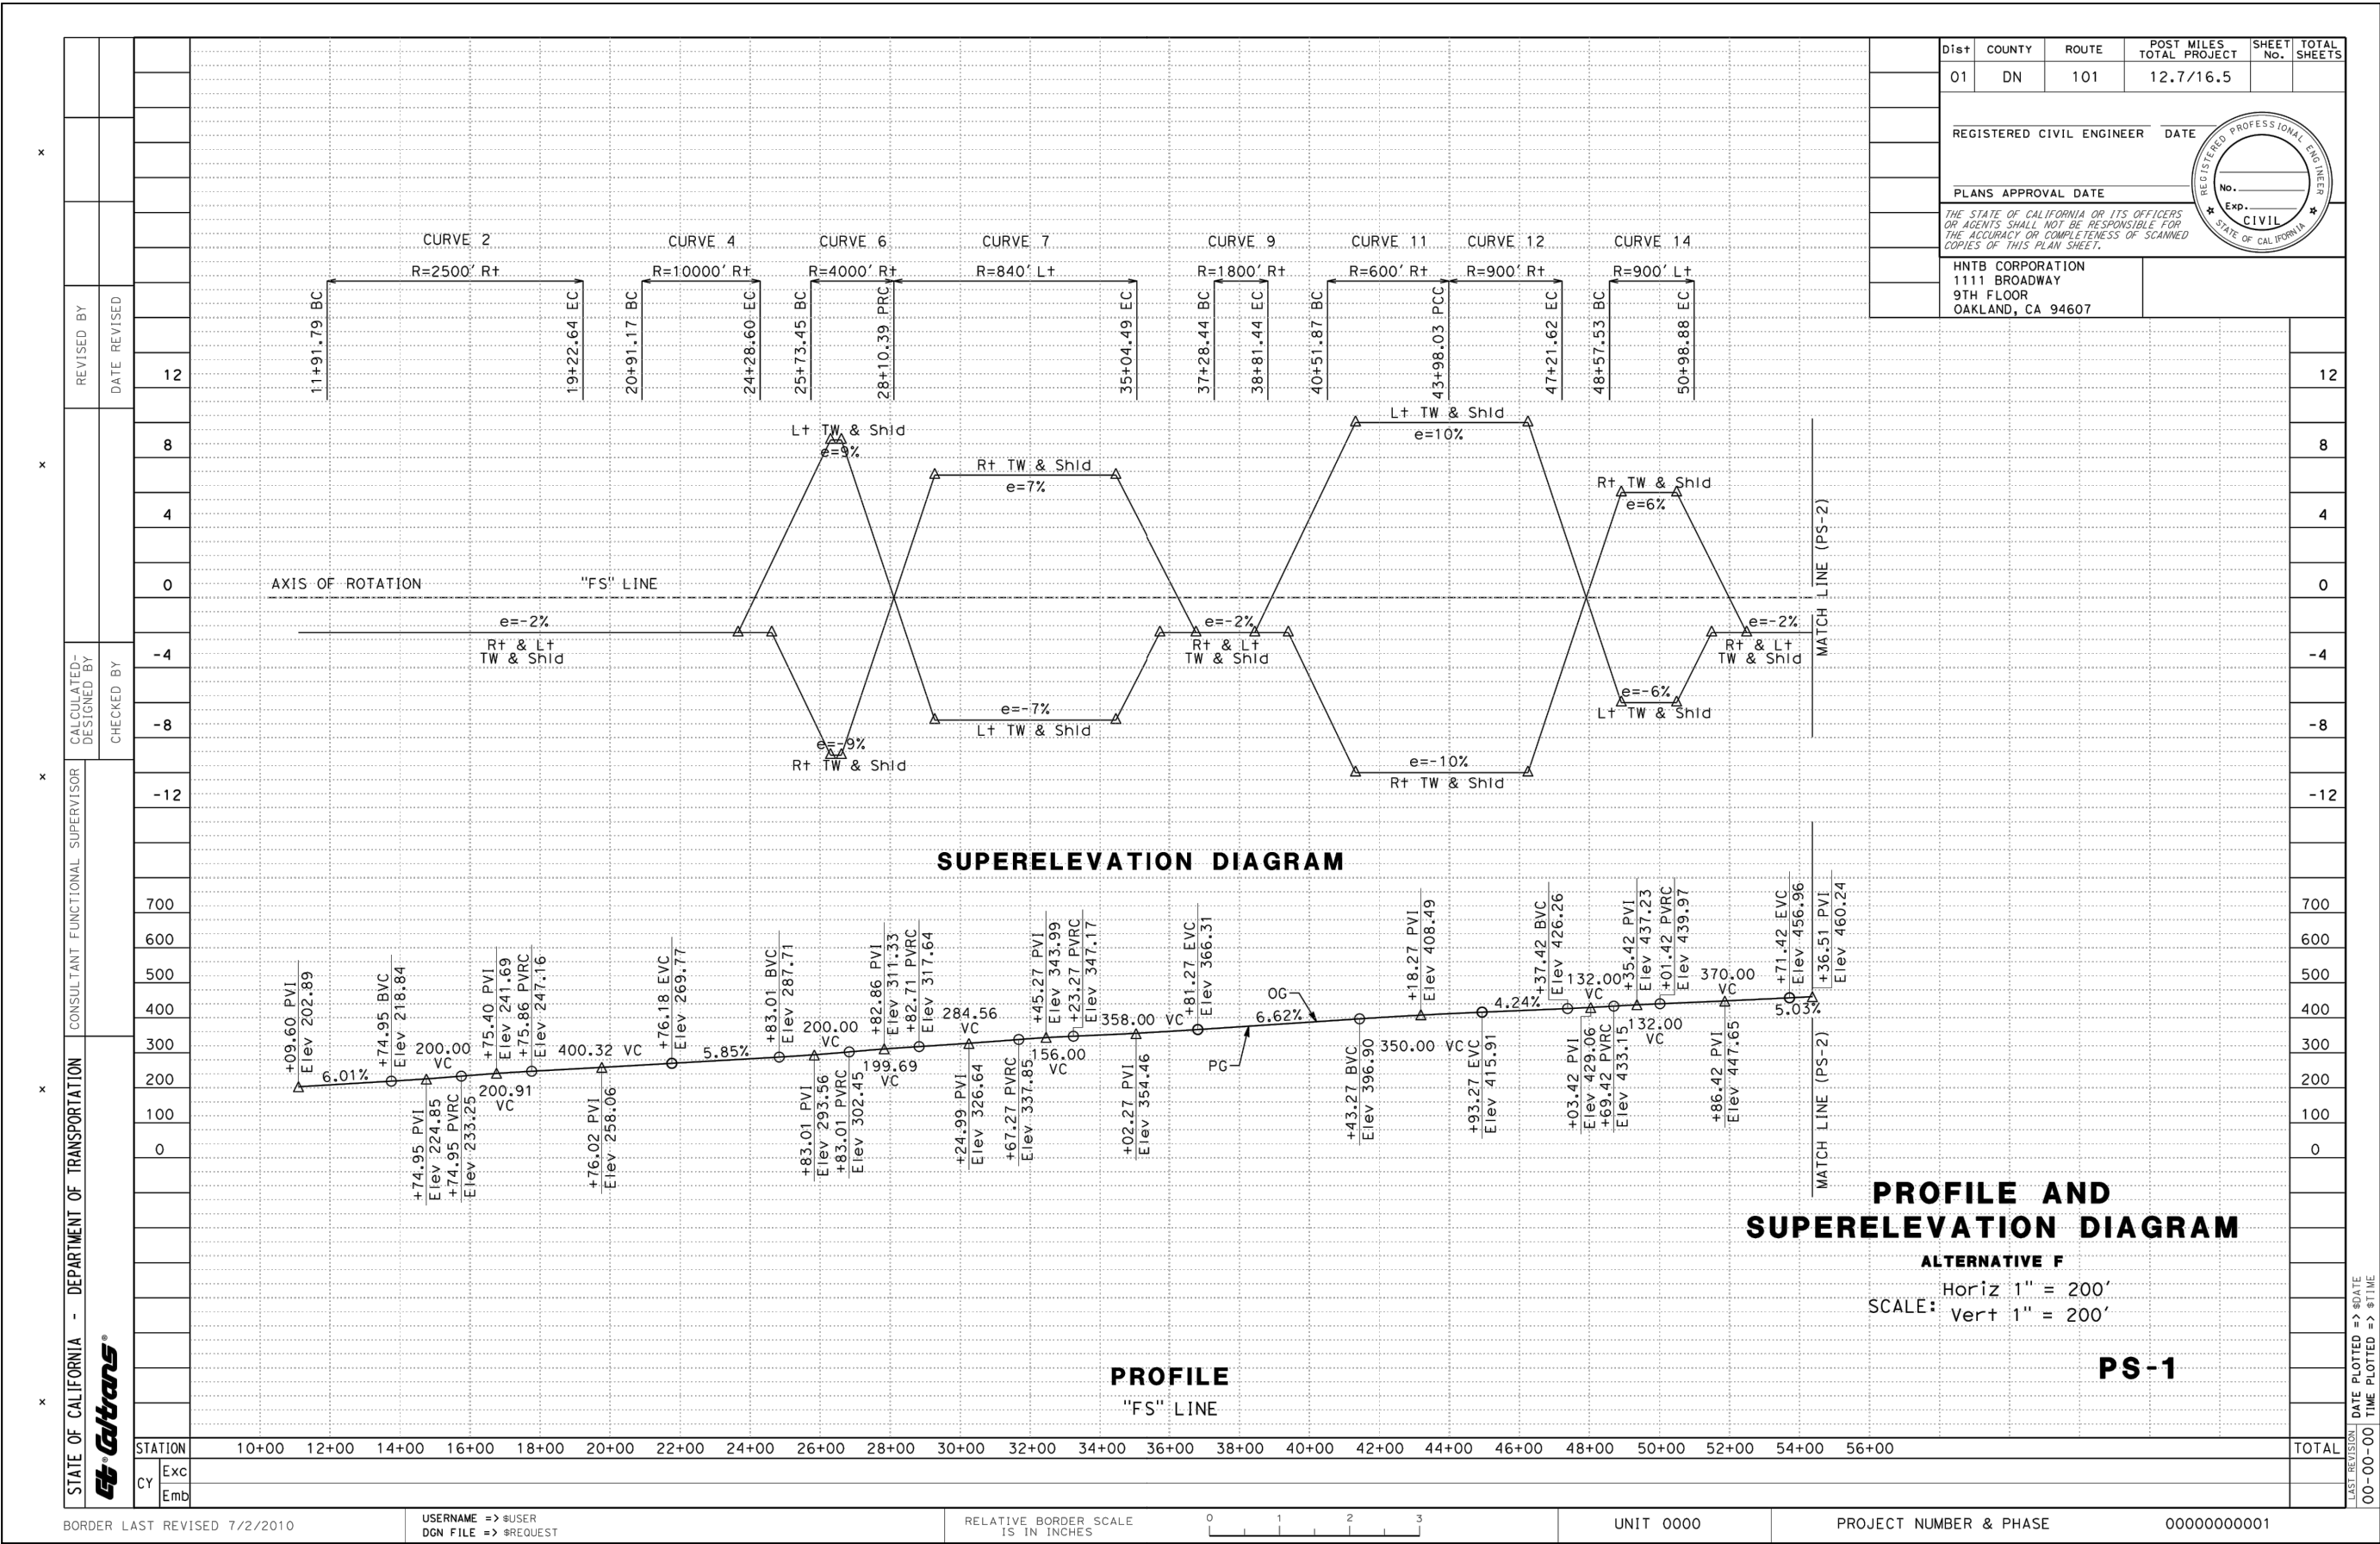 Dist COUNTY ROUTE POST MILES TOTAL PROJECT SHEET No. TOTAL SHEETS
01 DN 101 12.7/16.5
REGISTERED CIVIL ENGINEER DATE
PLANS APPROVAL DATE
THE STATE OF CALIFORNIA OR ITS OFFICERS
OR AGENTS SHALL NOT BE RESPONSIBLE FOR
THE ACCURACY OR COMPLETENESS OF SCANNED
COPIES OF THIS PLAN SHEET.
REGISTERED PROFESSIONAL ENGINEER
No.
Exp.
CIVIL
STATE OF CALIFORNIA
HNTB CORPORATION
1111 BROADWAY
9TH FLOOR
OAKLAND, CA 94607
CURVE 2 CURVE 4 CURVE 6 CURVE 7 CURVE 9 CURVE 11 CURVE 12 CURVE 14
R=2500' Rt R=10000' Rt R=4000' Rt R=840' Lt R=1800' Rt R=600' Rt R=900' Rt R=900' Lt
11+91.79 BC
19+22.64 EC
20+91.17 BC
24+28.60 EC
25+73.45 BC
28+10.39 PRC
35+04.49 EC
37+28.44 BC
38+81.44 EC
40+51.87 BC
43+98.03 PCC
47+21.62 EC
48+57.53 BC
50+98.88 EC
12
8
4
0
-4
-8
-12
12
8
4
0
-4
-8
-12
Lt TW & Shld
e=9%
Rt TW & Shld
e=7%
Lt TW & Shld
e=10%
Rt TW & Shld
e=6%
AXIS OF ROTATION "FS" LINE
e=-2%
Rt & Lt
TW & Shld
e=-2%
Rt & Lt
TW & Shld
e=-2%
Rt & Lt
TW & Shld
e=-9%
Rt TW & Shld
e=-7%
Lt TW & Shld
e=-10%
Rt TW & Shld
e=-6%
Lt TW & Shld
MATCH LINE (PS-2)
SUPERELEVATION DIAGRAM
700
600
500
400
300
200
100
0
700
600
500
400
300
200
100
0
+09.60 PVI
Elev 202.89
6.01%
+74.95 BVC
Elev 218.84
+74.95 PVI
Elev 224.85
200.00
VC
+74.95 PVRC
Elev 233.25
+75.40 PVI
Elev 241.69
200.91
VC
+75.86 PVRC
Elev 247.16
400.32 VC
+76.02 PVI
Elev 258.06
+76.18 EVC
Elev 269.77
5.85%
+83.01 BVC
Elev 287.71
+83.01 PVI
Elev 293.56
200.00
VC
+83.01 PVRC
Elev 302.45
+82.86 PVI
Elev 311.33
199.69
VC
+82.71 PVRC
Elev 317.64
284.56
VC
+24.99 PVI
Elev 326.64
+67.27 PVRC
Elev 337.85
+45.27 PVI
Elev 343.99
156.00
VC
+23.27 PVRC
Elev 347.17
358.00 VC
+02.27 PVI
Elev 354.46
+81.27 EVC
Elev 366.31
OG
6.62%
PG
+43.27 BVC
Elev 396.90
+18.27 PVI
Elev 408.49
350.00 VC
+93.27 EVC
Elev 415.91
4.24%
+37.42 BVC
Elev 426.26
132.00
VC
+03.42 PVI
Elev 429.06
+69.42 PVRC
Elev 433.15
+35.42 PVI
Elev 437.23
132.00
VC
+01.42 PVRC
Elev 439.97
370.00
VC
+86.42 PVI
Elev 447.65
+71.42 EVC
Elev 456.96
5.03%
+36.51 PVI
Elev 460.24
MATCH LINE (PS-2)
PROFILE AND
SUPERELEVATION DIAGRAM
ALTERNATIVE F
SCALE:
Horiz 1" = 200'
Vert 1" = 200'
PS-1
PROFILE
"FS" LINE
STATION 10+00 12+00 14+00 16+00 18+00 20+00 22+00 24+00 26+00 28+00 30+00 32+00 34+00 36+00 38+00 40+00 42+00 44+00 46+00 48+00 50+00 52+00 54+00 56+00 TOTAL
CY
Exc
Emb
STATE OF CALIFORNIA - DEPARTMENT OF TRANSPORTATION
Caltrans
CONSULTANT FUNCTIONAL SUPERVISOR
CALCULATED-
DESIGNED BY
CHECKED BY
REVISED BY
DATE REVISED
LAST REVISION
00-00-00
DATE PLOTTED => $DATE
TIME PLOTTED => $TIME
BORDER LAST REVISED 7/2/2010
USERNAME => $USER
DGN FILE => $REQUEST
RELATIVE BORDER SCALE
IS IN INCHES
0 1 2 3
UNIT 0000
PROJECT NUMBER & PHASE
00000000001